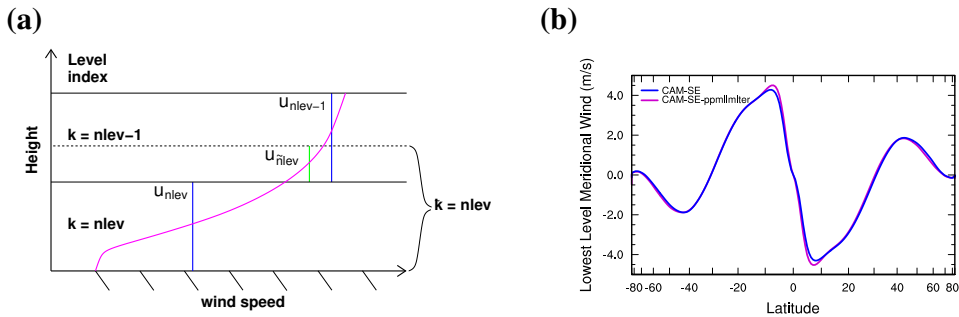 (a)
Level
index
u_nlev−1
k = nlev−1
u_ñlev
u_nlev
k = nlev
k̃ = nlev
Height
wind speed
(b)
Lowest Level Meridional Wind (m/s)
CAM-SE
CAM-SE-ppmlImIter
4.0
2.0
0.0
-2.0
-4.0
-80 -60 -40 -20 0 20 40 60 80
Latitude